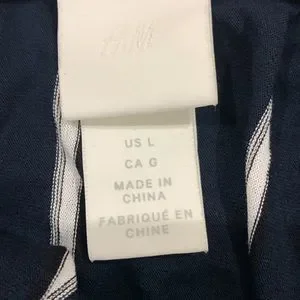 H&M
US L
CA G
MADE IN
CHINA
FABRIQUÉ EN
CHINE